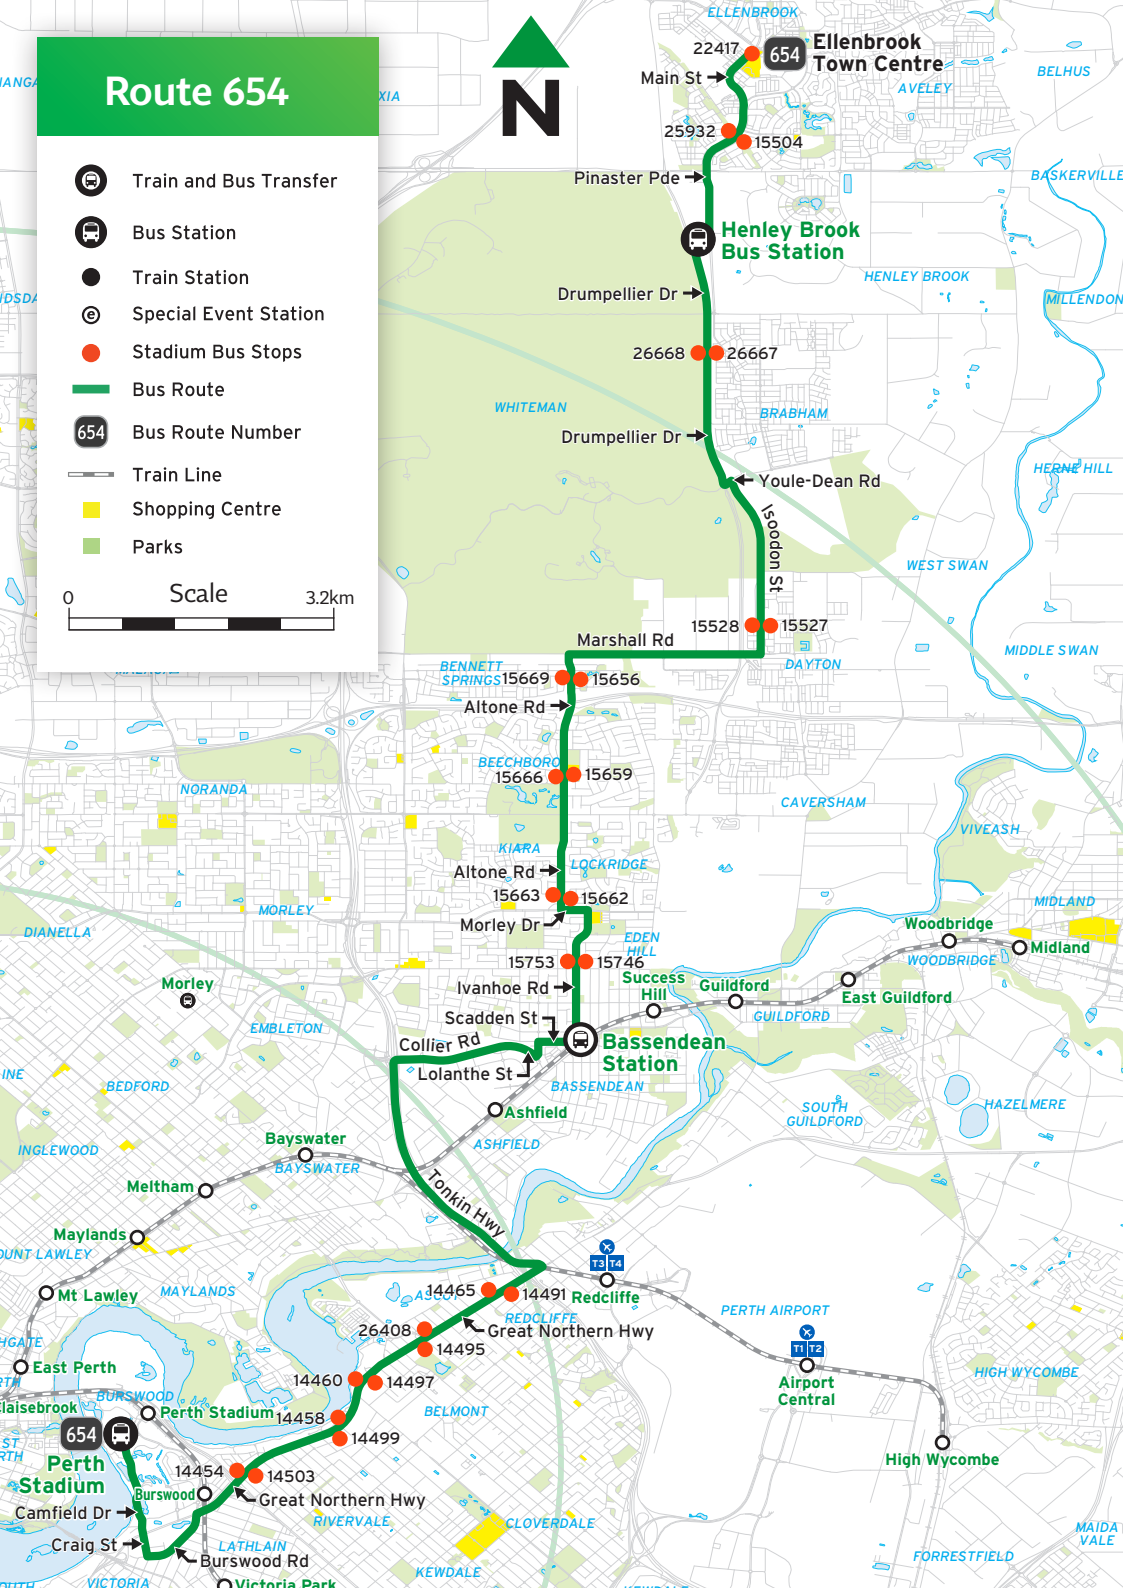 Route 654
Train and Bus Transfer
Bus Station
Train Station
e
Special Event Station
Stadium Bus Stops
Bus Route
654
Bus Route Number
Train Line
Shopping Centre
Parks
Scale
0
3.2km
N
ELLENBROOK
22417
654
Ellenbrook
Town Centre
Main St
BELHUS
AVELEY
25932
15504
Pinaster Pde
BASKERVILLE
Henley Brook
Bus Station
HENLEY BROOK
Drumpellier Dr
MILLENDON
26668
26667
WHITEMAN
BRABHAM
Drumpellier Dr
HERNE HILL
Youle-Dean Rd
Isoodon St
WEST SWAN
15528
15527
Marshall Rd
MIDDLE SWAN
DAYTON
BENNETT
SPRINGS
15669
15656
Altone Rd
BEECHBORO
15666
15659
NORANDA
CAVERSHAM
VIVEASH
KIARA
LOCKRIDGE
Altone Rd
15663
15662
MORLEY
MIDLAND
Morley Dr
Woodbridge
DIANELLA
EDEN
HILL
Midland
WOODBRIDGE
15753
15746
Success
Hill
Guildford
East Guildford
Morley
Ivanhoe Rd
GUILDFORD
Scadden St
EMBLETON
Collier Rd
Bassendean
Station
Lolanthe St
BEDFORD
BASSENDEAN
SOUTH
GUILDFORD
HAZELMERE
Ashfield
ASHFIELD
INGLEWOOD
Bayswater
BAYSWATER
Meltham
Tonkin Hwy
Maylands
OUNT LAWLEY
MAYLANDS
T3
T4
Mt Lawley
14465
ASCOT
14491
Redcliffe
REDCLIFFE
PERTH AIRPORT
26408
Great Northern Hwy
14495
T1
T2
HGATE
East Perth
14460
14497
Airport
Central
HIGH WYCOMBE
BURSWOOD
laisebrook
Perth Stadium
14458
BELMONT
654
14499
High Wycombe
Perth
Stadium
14454
14503
Burswood
Great Northern Hwy
Camfield Dr
RIVERVALE
CLOVERDALE
MAIDA
VALE
Craig St
LATHLAIN
Burswood Rd
FORRESTFIELD
KEWDALE
VICTORIA
Victoria Park